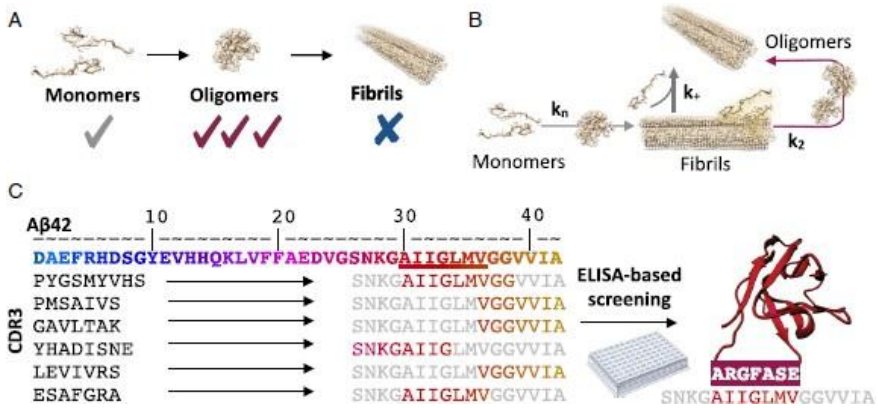 A
Monomers
Oligomers
Fibrils
B
Oligomers
kn
k+
k2
Monomers
Fibrils
C
Aβ42
10 20 30 40
DAEFRHDSGYEVHHQKLVFFAEDVGSNKGAIIGLMVGGVVIA
CDR3
PYGSMYVHS SNKGAIIGLMVGGVVIA
PMSAIVS SNKGAIIGLMVGGVVIA
GAVLTAK SNKGAIIGLMVGGVVIA
YHADISNE SNKGAIIGLMVGGVVIA
LEVIVRS SNKGAIIGLMVGGVVIA
ESAFGRA SNKGAIIGLMVGGVVIA
ELISA-based
screening
ARGFASE
SNKGAIIGLMVGGVVIA